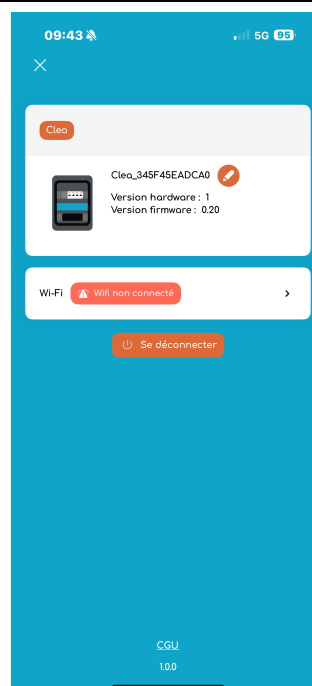 09:43
5G 95
Clea
Clea_345F45EADCA0
Version hardware : 1
Version firmware : 0.20
Wi-Fi Wifi non connecté
Se déconnecter
CGU
1.0.0